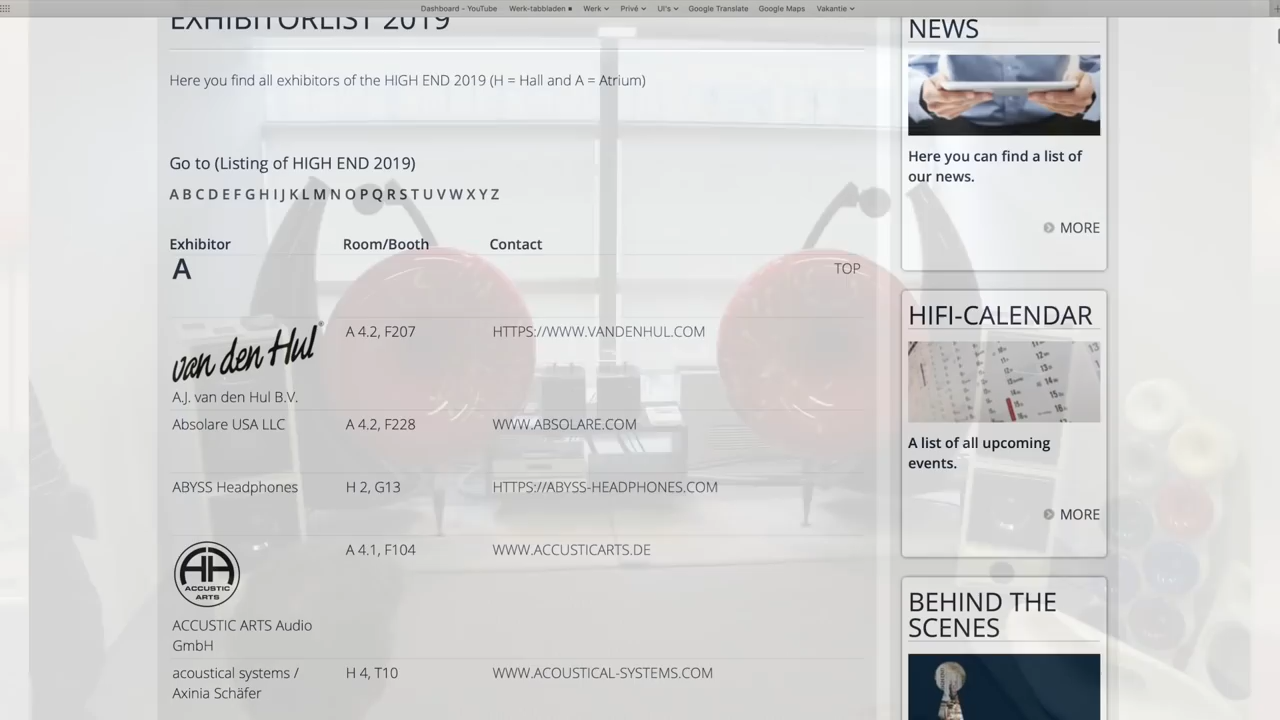 Dashboard - YouTube Werk-tabbladen Werk Privé UI's Google Translate Google Maps Vakantie
EXHIBITORLIST 2019
Here you find all exhibitors of the HIGH END 2019 (H = Hall and A = Atrium)
Go to (Listing of HIGH END 2019)
A B C D E F G H I J K L M N O P Q R S T U V W X Y Z
Exhibitor Room/Booth Contact
A TOP
van den Hul®
A 4.2, F207 HTTPS://WWW.VANDENHUL.COM
A.J. van den Hul B.V.
Absolare USA LLC A 4.2, F228 WWW.ABSOLARE.COM
ABYSS Headphones H 2, G13 HTTPS://ABYSS-HEADPHONES.COM
A 4.1, F104 WWW.ACCUSTICARTS.DE
AA
ACCUSTIC
ARTS
ACCUSTIC ARTS Audio
GmbH
acoustical systems / H 4, T10 WWW.ACOUSTICAL-SYSTEMS.COM
Axinia Schäfer
NEWS
Here you can find a list of
our news.
MORE
HIFI-CALENDAR
A list of all upcoming
events.
MORE
BEHIND THE
SCENES